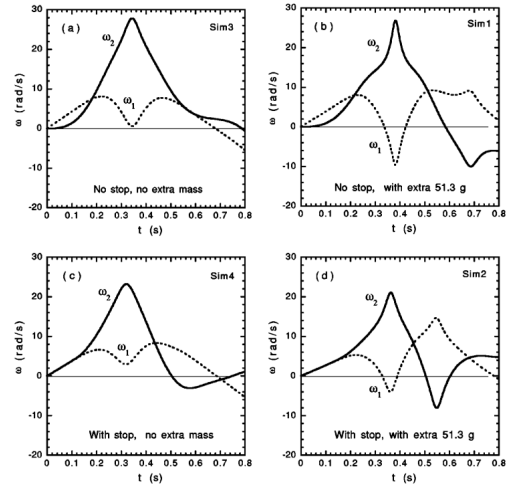 30
(a)
Sim3
ω2
20
10
ω1
0
-10
No stop, no extra mass
-20
0 0.1 0.2 0.3 0.4 0.5 0.6 0.7 0.8
ω (rad/s)
t (s)
30
(b)
Sim1
ω2
20
10
0
ω1
-10
No stop, with extra 51.3 g
-20
0 0.1 0.2 0.3 0.4 0.5 0.6 0.7 0.8
ω (rad/s)
t (s)
30
(c)
Sim4
ω2
20
10
ω1
0
-10
With stop, no extra mass
-20
0 0.1 0.2 0.3 0.4 0.5 0.6 0.7 0.8
ω (rad/s)
t (s)
30
(d)
Sim2
ω2
20
10
0
ω1
-10
With stop, with extra 51.3 g
-20
0 0.1 0.2 0.3 0.4 0.5 0.6 0.7 0.8
ω (rad/s)
t (s)